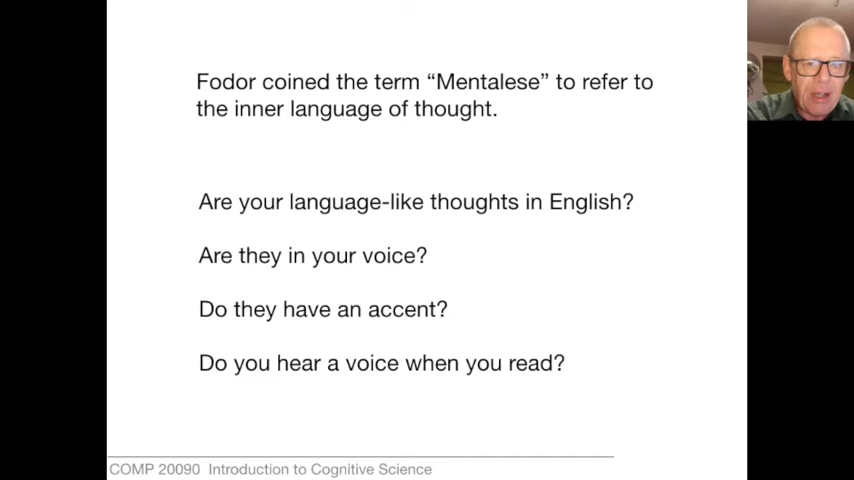 Fodor coined the term “Mentalese” to refer to
the inner language of thought.
Are your language-like thoughts in English?
Are they in your voice?
Do they have an accent?
Do you hear a voice when you read?
COMP 20090  Introduction to Cognitive Science